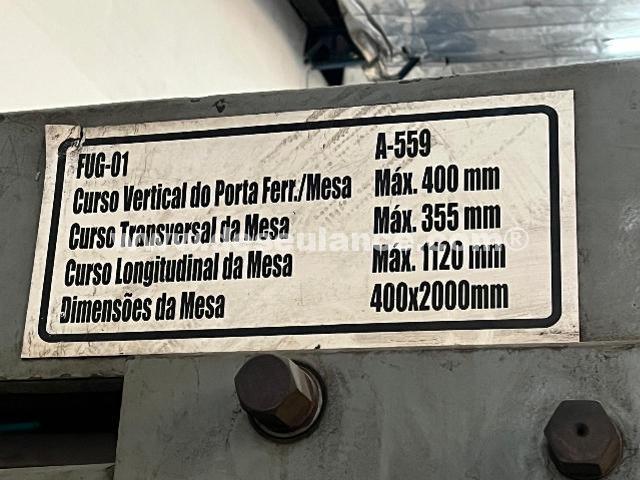 FUG-01 A-559
Curso Vertical do Porta Ferr./Mesa Máx. 400 mm
Curso Transversal da Mesa Máx. 355 mm
Curso Longitudinal da Mesa Máx. 1120 mm
Dimensões da Mesa 400x2000mm